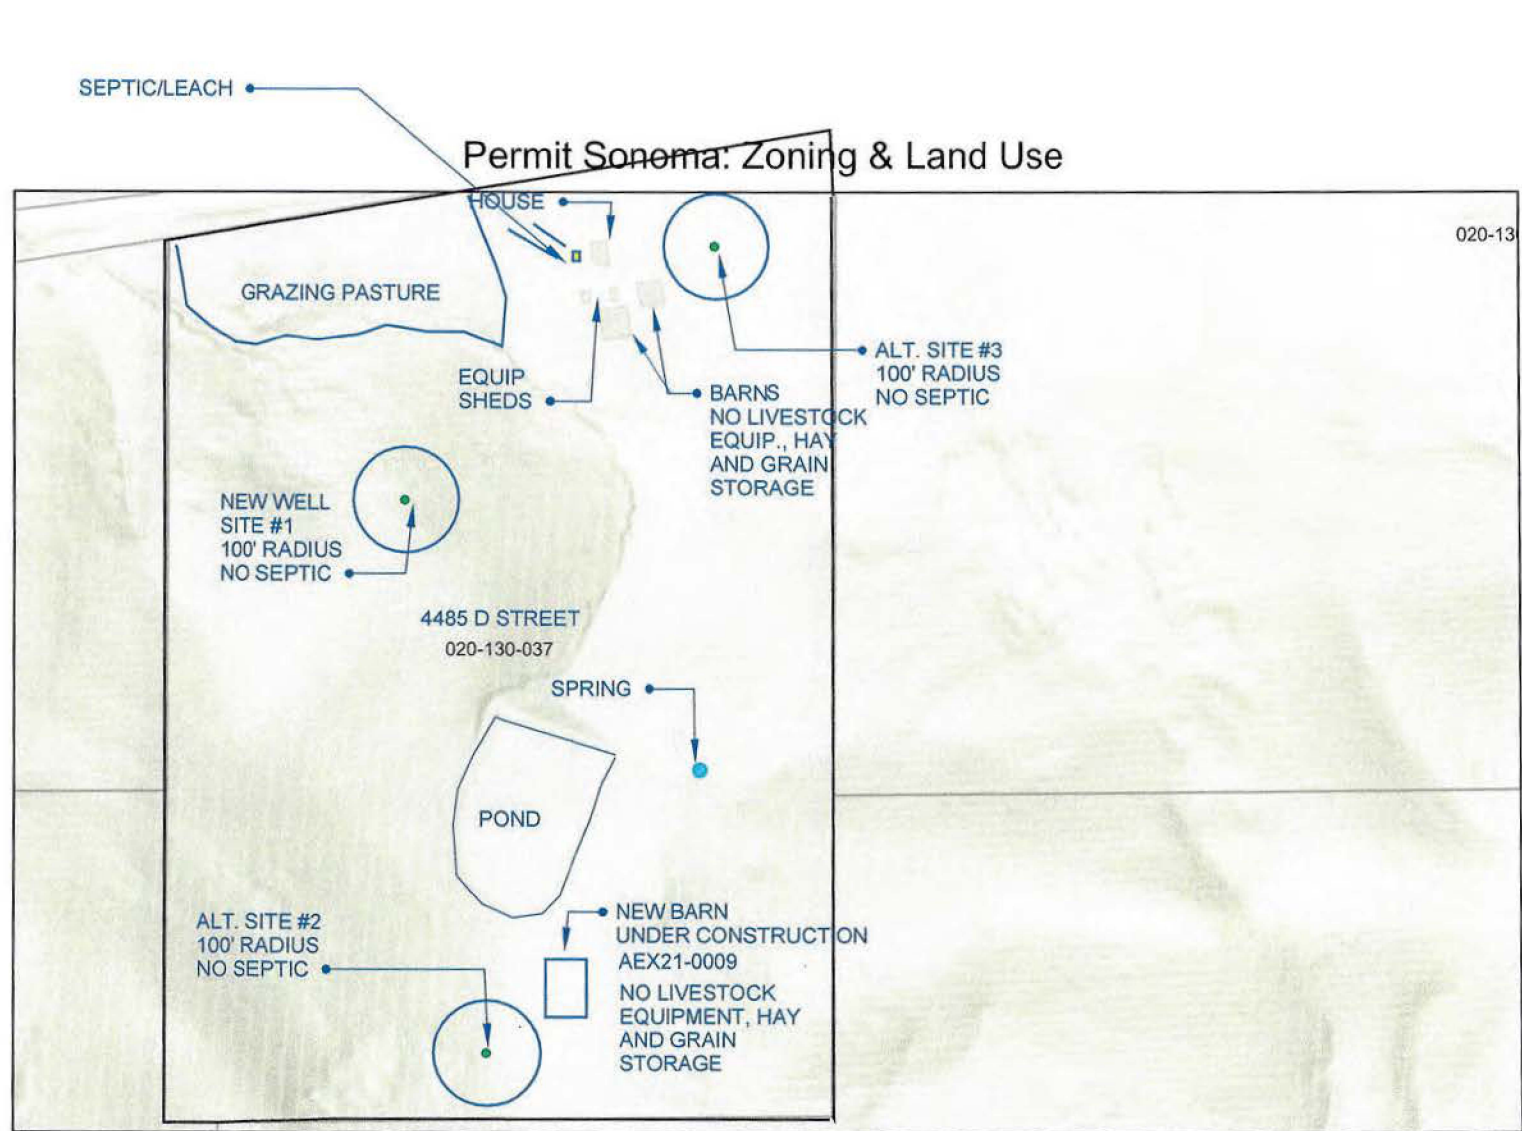 SEPTIC/LEACH
Permit Sonoma: Zoning & Land Use
HOUSE
020-13
GRAZING PASTURE
ALT. SITE #3
100' RADIUS
NO SEPTIC
EQUIP
SHEDS
BARNS
NO LIVESTOCK
EQUIP., HAY
AND GRAIN
STORAGE
NEW WELL
SITE #1
100' RADIUS
NO SEPTIC
4485 D STREET
020-130-037
SPRING
POND
ALT. SITE #2
100' RADIUS
NO SEPTIC
NEW BARN
UNDER CONSTRUCTION
AEX21-0009
NO LIVESTOCK
EQUIPMENT, HAY
AND GRAIN
STORAGE